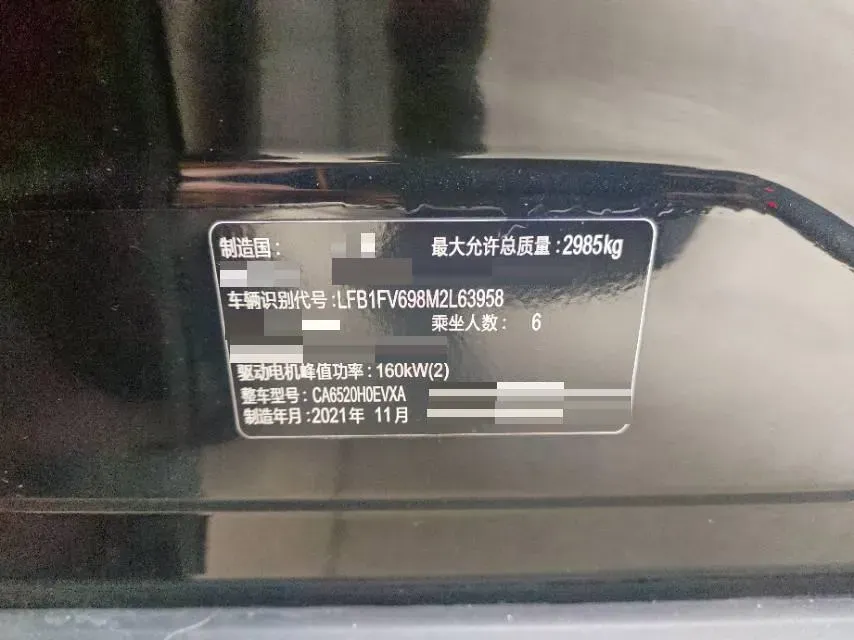 制造国：
最大允许总质量：2985kg
车辆识别代号：LFB1FV698M2L63958
乘坐人数： 6
驱动电机峰值功率：160kW(2)
整车型号：CA6520H0EVXA
制造年月：2021年 11月